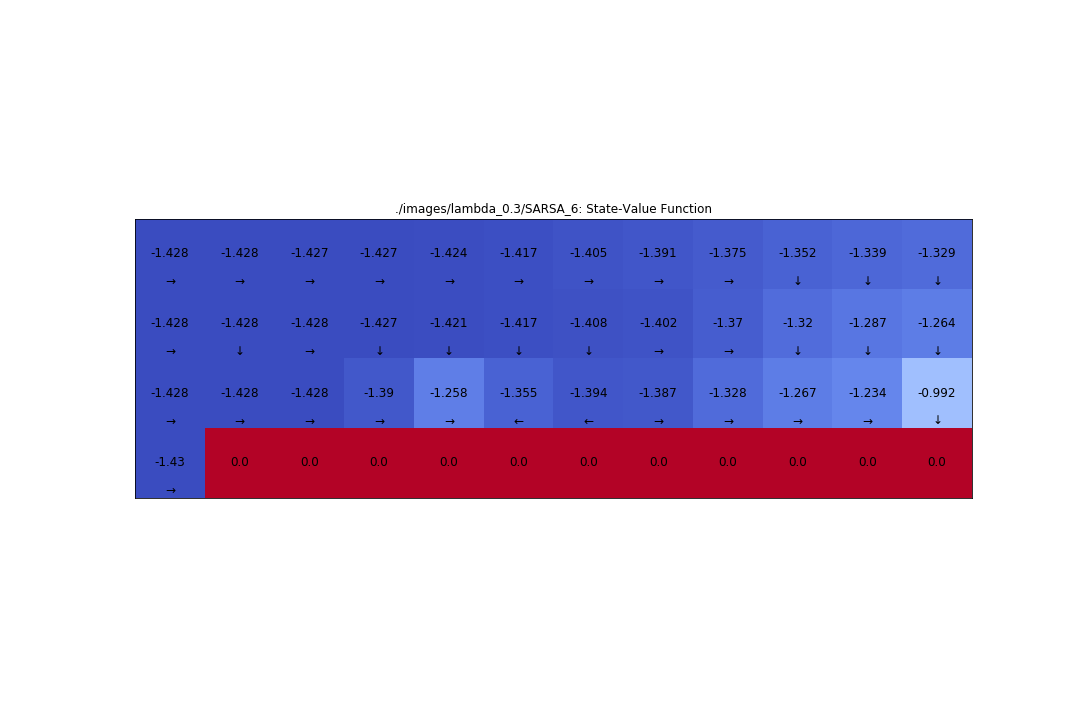 ./images/lambda_0.3/SARSA_6: State-Value Function
-1.428 -1.428 -1.427 -1.427 -1.424 -1.417 -1.405 -1.391 -1.375 -1.352 -1.339 -1.329
→ → → → → → → → → ↓ ↓ ↓
-1.428 -1.428 -1.428 -1.427 -1.421 -1.417 -1.408 -1.402 -1.37 -1.32 -1.287 -1.264
→ ↓ → ↓ ↓ ↓ ↓ → → ↓ ↓ ↓
-1.428 -1.428 -1.428 -1.39 -1.258 -1.355 -1.394 -1.387 -1.328 -1.267 -1.234 -0.992
→ → → → → ← ← → → → → ↓
-1.43 0.0 0.0 0.0 0.0 0.0 0.0 0.0 0.0 0.0 0.0 0.0
→